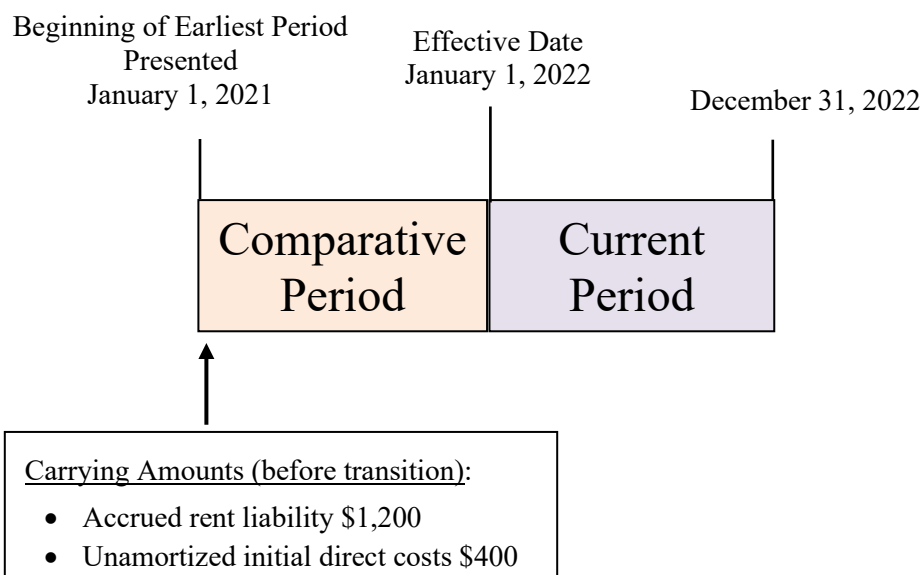 Beginning of Earliest Period
Presented
January 1, 2021
Effective Date
January 1, 2022
December 31, 2022
Comparative
Period
Current
Period
Carrying Amounts (before transition):
• Accrued rent liability $1,200
• Unamortized initial direct costs $400